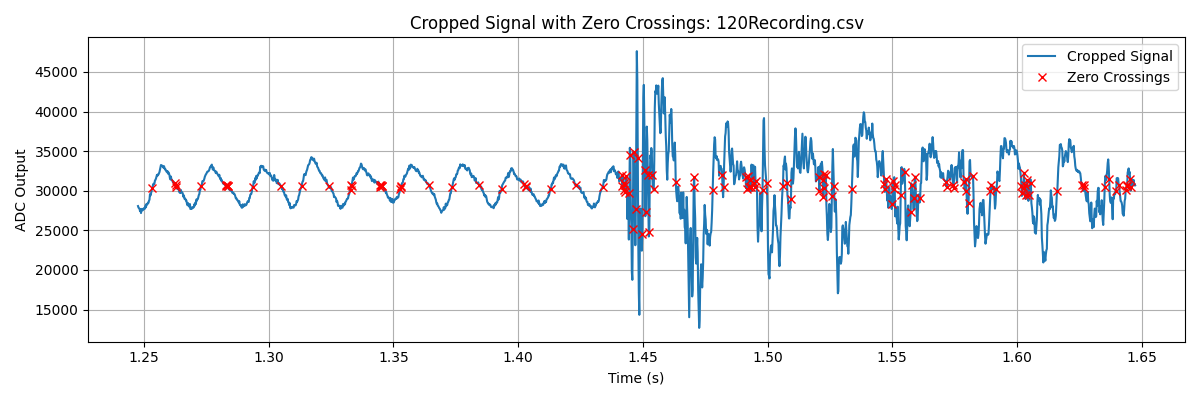 Cropped Signal with Zero Crossings: 120Recording.csv
ADC Output
45000
40000
35000
30000
25000
20000
15000
Cropped Signal
Zero Crossings
1.25 1.30 1.35 1.40 1.45 1.50 1.55 1.60 1.65
Time (s)